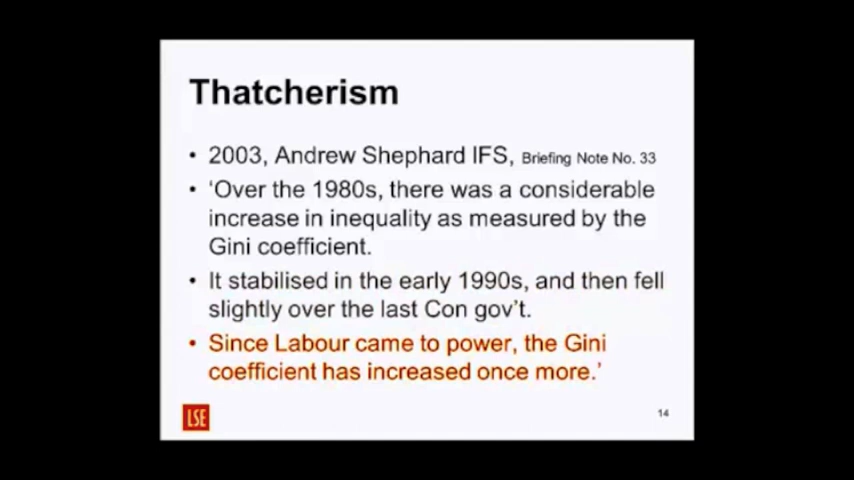 Thatcherism
• 2003, Andrew Shephard IFS, Briefing Note No. 33
• ‘Over the 1980s, there was a considerable
increase in inequality as measured by the
Gini coefficient.
• It stabilised in the early 1990s, and then fell
slightly over the last Con gov’t.
• Since Labour came to power, the Gini
coefficient has increased once more.’
LSE
14